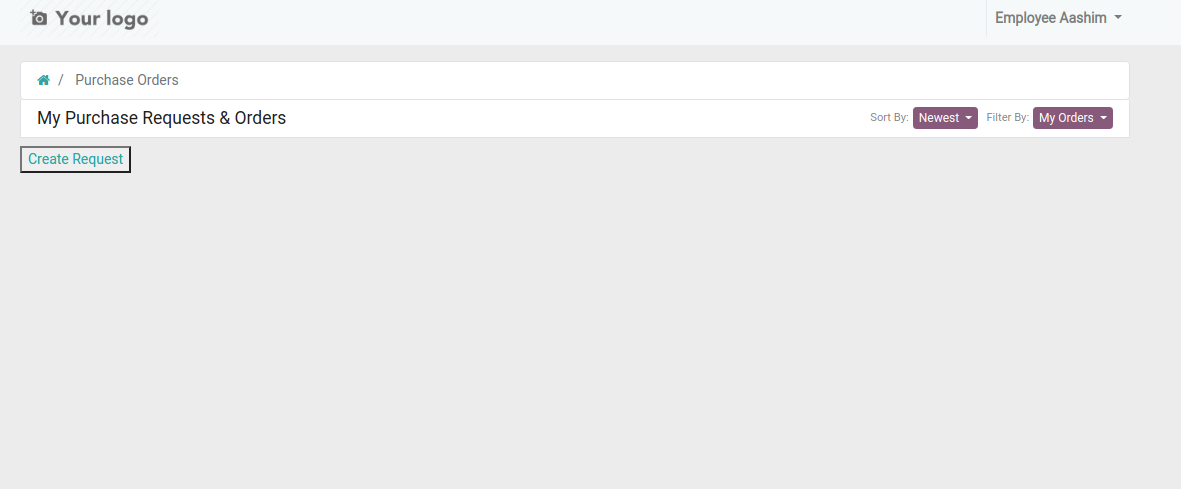 Your logo
Employee Aashim
/ Purchase Orders
My Purchase Requests & Orders
Sort By: Newest Filter By: My Orders
Create Request